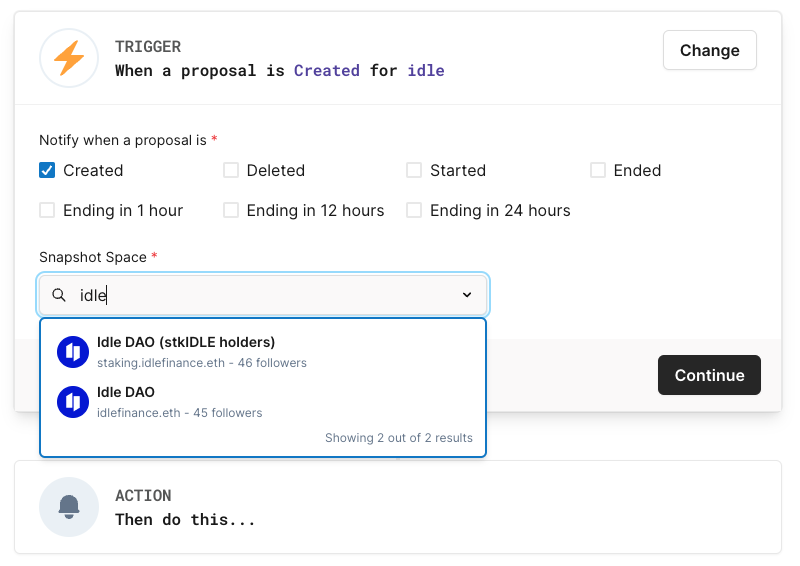 TRIGGER
When a proposal is Created for idle
Change
Notify when a proposal is *
Created
Deleted
Started
Ended
Ending in 1 hour
Ending in 12 hours
Ending in 24 hours
Snapshot Space *
idle
Idle DAO (stkIDLE holders)
staking.idlefinance.eth - 46 followers
Idle DAO
idlefinance.eth - 45 followers
Showing 2 out of 2 results
Continue
ACTION
Then do this...